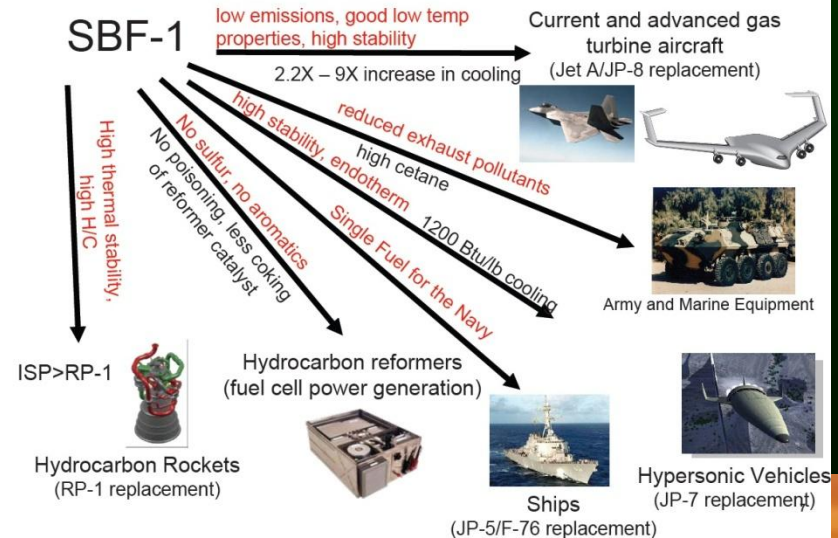 SBF-1
low emissions, good low temp
properties, high stability
2.2X – 9X increase in cooling
Current and advanced gas
turbine aircraft
(Jet A/JP-8 replacement)
reduced exhaust pollutants
high cetane
Army and Marine Equipment
high stability, endotherm
1200 Btu/lb cooling
Hypersonic Vehicles
(JP-7 replacement)
Single Fuel for the Navy
Ships
(JP-5/F-76 replacement)
No sulfur, no aromatics
No poisoning, less coking
of reformer catalyst
Hydrocarbon reformers
(fuel cell power generation)
High thermal stability,
high H/C
ISP>RP-1
Hydrocarbon Rockets
(RP-1 replacement)